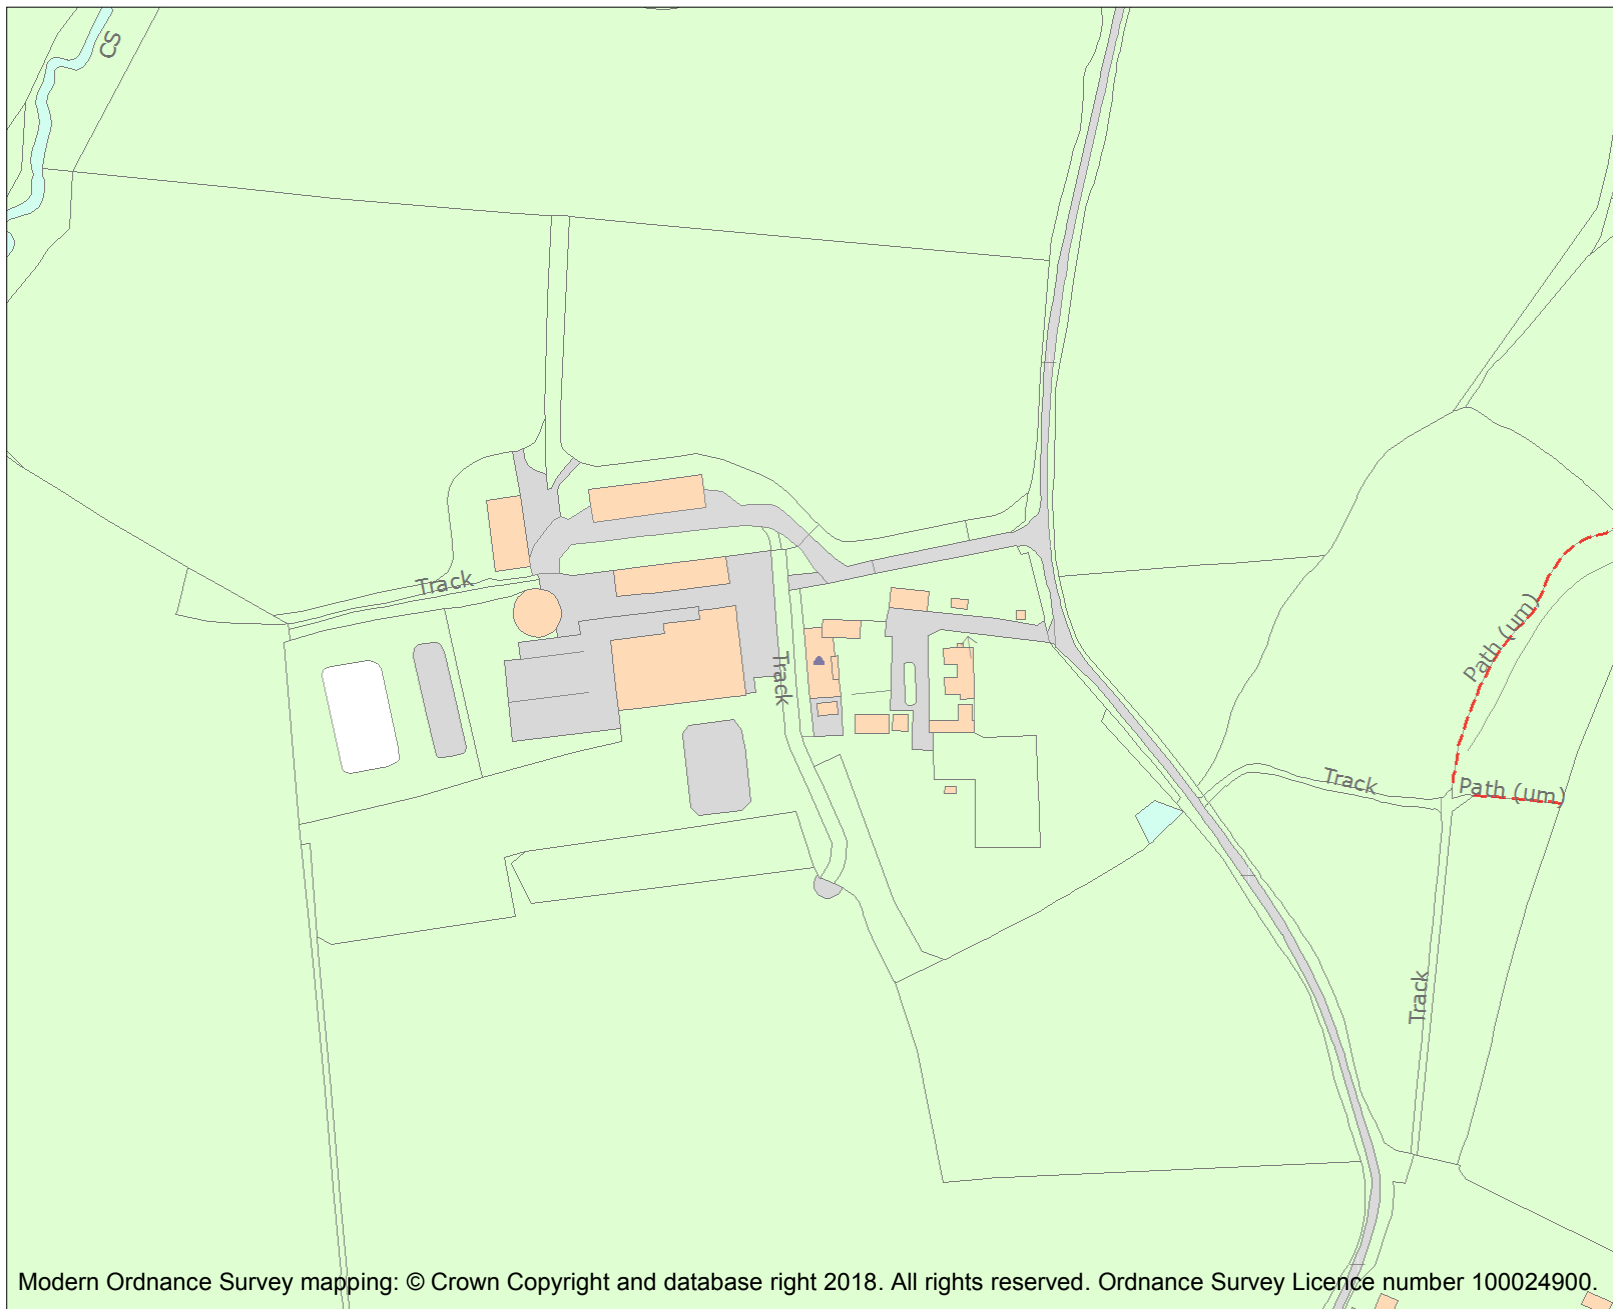 CS
Track
Path (um)
Track
Track
Path (um)
Track
Modern Ordnance Survey mapping: © Crown Copyright and database right 2018. All rights reserved. Ordnance Survey Licence number 100024900.